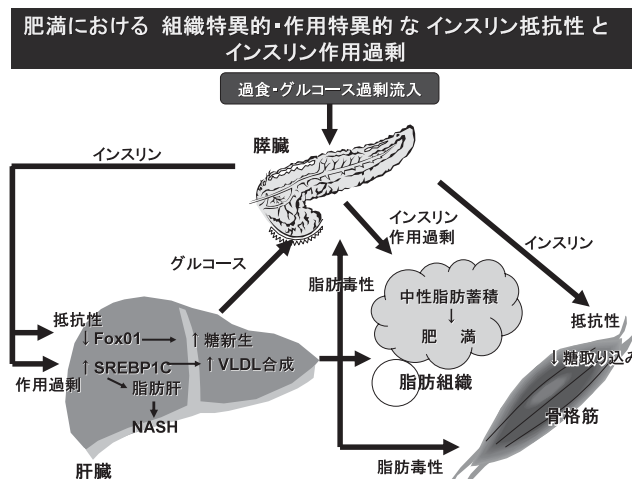 肥満における 組織特異的・作用特異的 な インスリン抵抗性 と
インスリン作用過剰
過食・グルコース過剰流入
膵臓
インスリン
インスリン
作用過剰
インスリン
グルコース
脂肪毒性
中性脂肪蓄積
↓
肥 満
脂肪組織
抵抗性
↓糖取り込み
骨格筋
抵抗性
↓Fox01 → ↑糖新生
↑SREBP1C → ↑VLDL合成
作用過剰
脂肪肝
NASH
肝臓
脂肪毒性